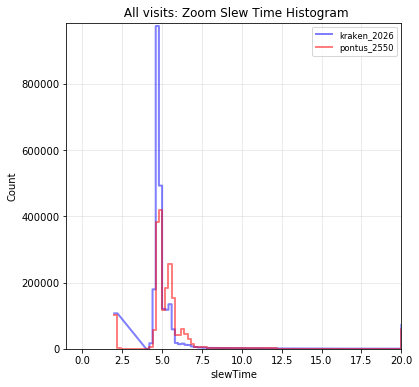 All visits: Zoom Slew Time Histogram
kraken_2026
pontus_2550
800000
600000
400000
200000
0
Count
0.0 2.5 5.0 7.5 10.0 12.5 15.0 17.5 20.0
slewTime